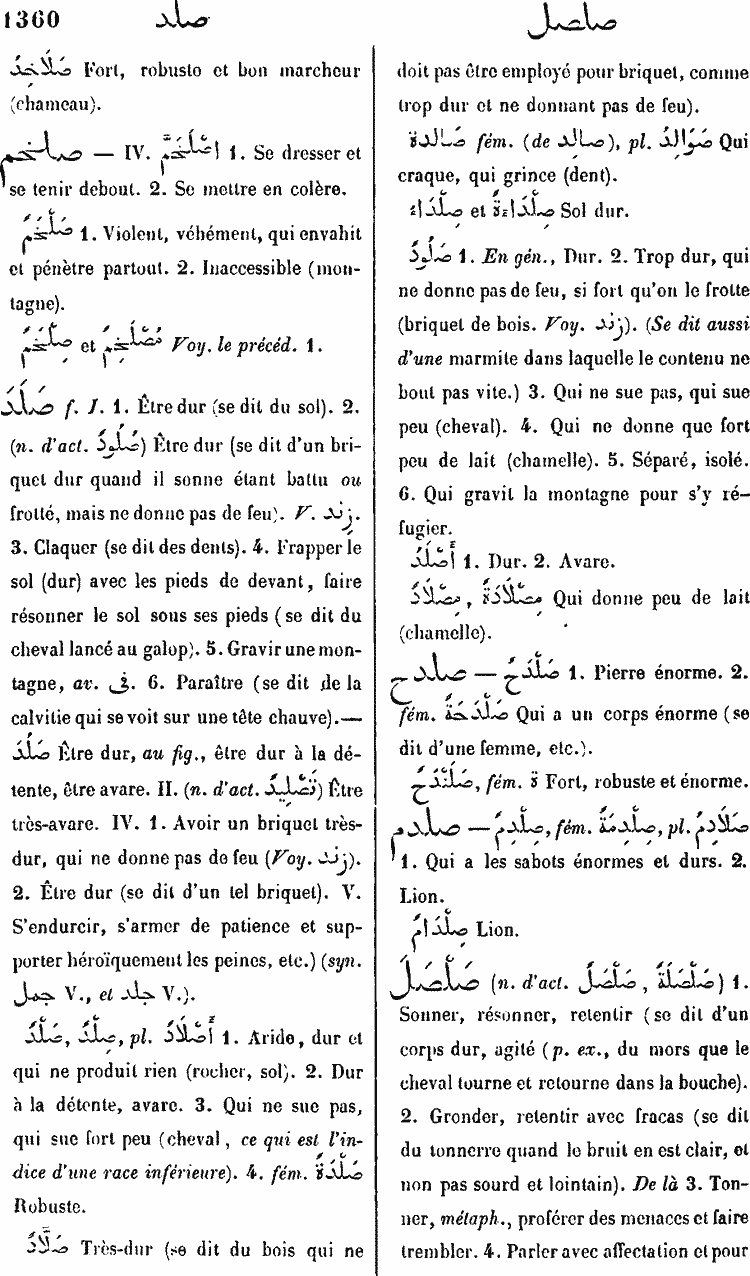 1360 صلد صلصل
صُلَاخِدٌ Fort, robuste et bon marcheur
(chameau).
صلخم — IV. اِصْلَخَمَّ 1. Se dresser et
se tenir debout. 2. Se mettre en colère.
صَلْخَمٌ 1. Violent, véhément, qui envahit
et pénètre partout. 2. Inaccessible (mon-
tagne).
صِلَّخْمٌ et مُصْلَخِمٌّ Voy. le précéd. 1.
صَلَدَ f. I. 1. Être dur (se dit du sol). 2.
(n. d'act. صُلُودٌ) Être dur (se dit d'un bri-
quet dur quand il sonne étant battu ou
frotté, mais ne donne pas de feu). V. زند.
3. Claquer (se dit des dents). 4. Frapper le
sol (dur) avec les pieds de devant, faire
résonner le sol sous ses pieds (se dit du
cheval lancé au galop). 5. Gravir une mon-
tagne, av. فى. 6. Paraître (se dit de la
calvitie qui se voit sur une tête chauve).—
صَلُدَ Être dur, au fig., être dur à la dé-
tente, être avare. II. (n. d'act. تَصْلِيدٌ) Être
très-avare. IV. 1. Avoir un briquet très-
dur, qui ne donne pas de feu (Voy. زند).
2. Être dur (se dit d'un tel briquet). V.
S'endurcir, s'armer de patience et sup-
porter héroïquement les peines, etc.) (syn.
جمل V., et جلد V.).
صَلْدٌ, صِلْدٌ, pl. أَصْلَادٌ 1. Aride, dur et
qui ne produit rien (rocher, sol). 2. Dur
à la détente, avare. 3. Qui ne sue pas,
qui sue fort peu (cheval, ce qui est l'in-
dice d'une race inférieure). 4. fém. صَلْدَةٌ
Robuste.
صَلَّادٌ Très-dur (se dit du bois qui ne
doit pas être employé pour briquet, comme
trop dur et ne donnant pas de feu).
صَالِدَةٌ fém. (de صالد), pl. صَوَالِدُ Qui
craque, qui grince (dent).
صِلْدَاءٌ et صِلْدَاءَةٌ Sol dur.
صَلُودٌ 1. En gén., Dur. 2. Trop dur, qui
ne donne pas de feu, si fort qu'on le frotte
(briquet de bois. Voy. زند). (Se dit aussi
d'une marmite dans laquelle le contenu ne
bout pas vite.) 3. Qui ne sue pas, qui sue
peu (cheval). 4. Qui ne donne que fort
peu de lait (chamelle). 5. Séparé, isolé.
6. Qui gravit la montagne pour s'y ré-
fugier.
أَصْلَدُ 1. Dur. 2. Avare.
مِصْلَادٌ, مِصْلَادَةٌ Qui donne peu de lait
(chamelle).
صلدح — صَلْدَحٌ 1. Pierre énorme. 2.
fém. صَلْدَحَةٌ Qui a un corps énorme (se
dit d'une femme, etc.).
صَلَنْدَحٌ, fém. ة Fort, robuste et énorme.
صلدم — صِلْدِمٌ, fém. صِلْدِمَةٌ, pl. صَلَادِمُ
1. Qui a les sabots énormes et durs. 2.
Lion.
صِلْدَامٌ Lion.
صَلْصَلَ (n. d'act. صَلْصَلَةٌ, مُصَلْصَلٌ) 1.
Sonner, résonner, retentir (se dit d'un
corps dur, agité (p. ex., du mors que le
cheval tourne et retourne dans la bouche).
2. Gronder, retentir avec fracas (se dit
du tonnerre quand le bruit en est clair, et
non pas sourd et lointain). De là 3. Ton-
ner, métaph., proférer des menaces et faire
trembler. 4. Parler avec affectation et pour